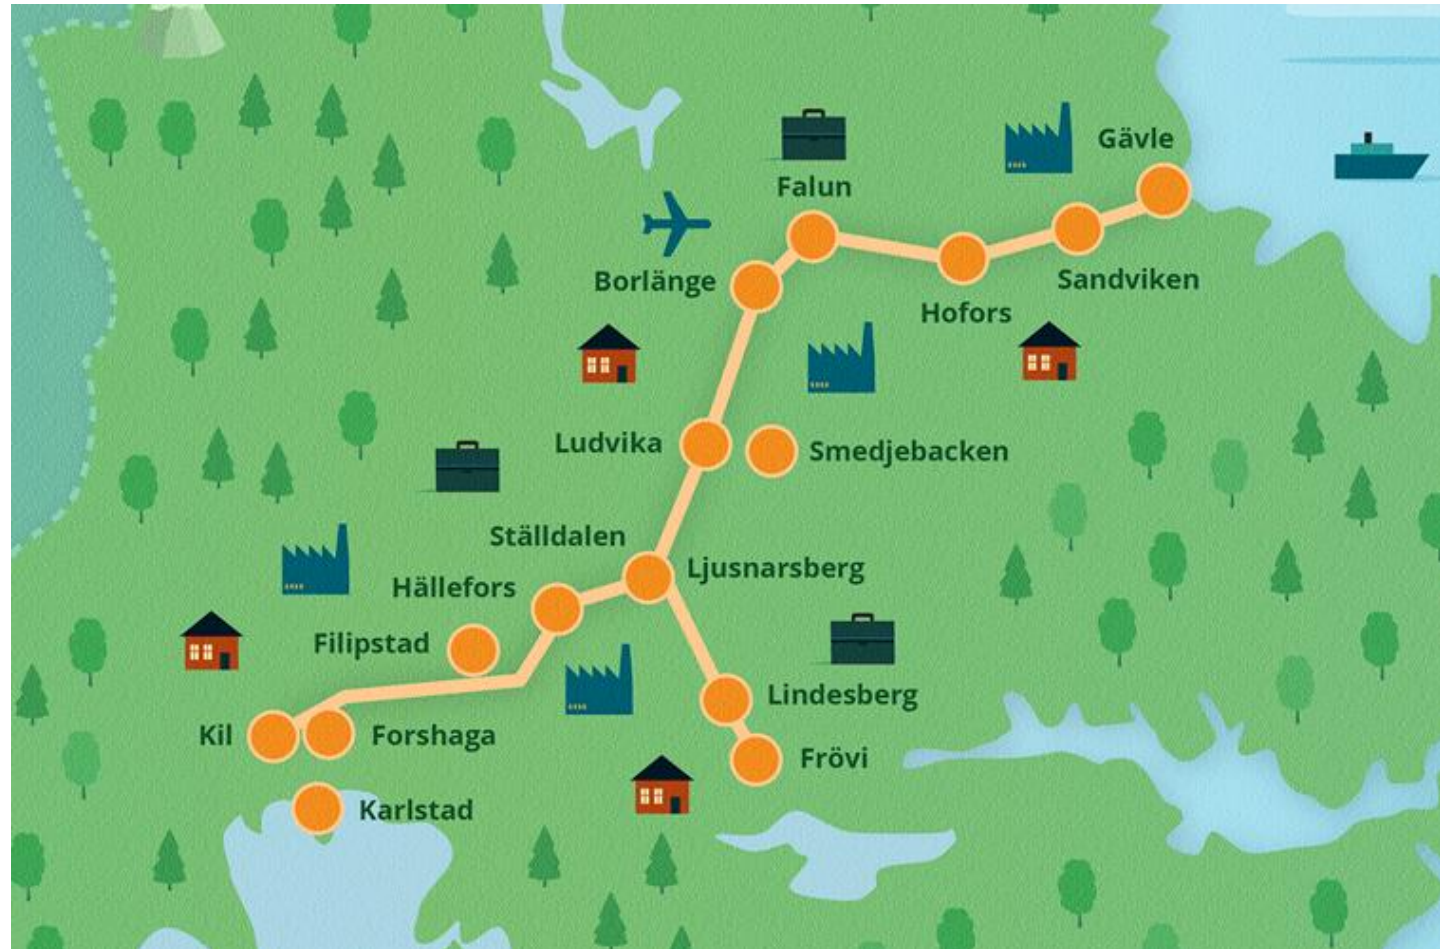 Gävle
Falun
Borlänge
Sandviken
Hofors
Ludvika
Smedjebacken
Ställdalen
Ljusnarsberg
Hällefors
Filipstad
Lindesberg
Kil
Forshaga
Frövi
Karlstad